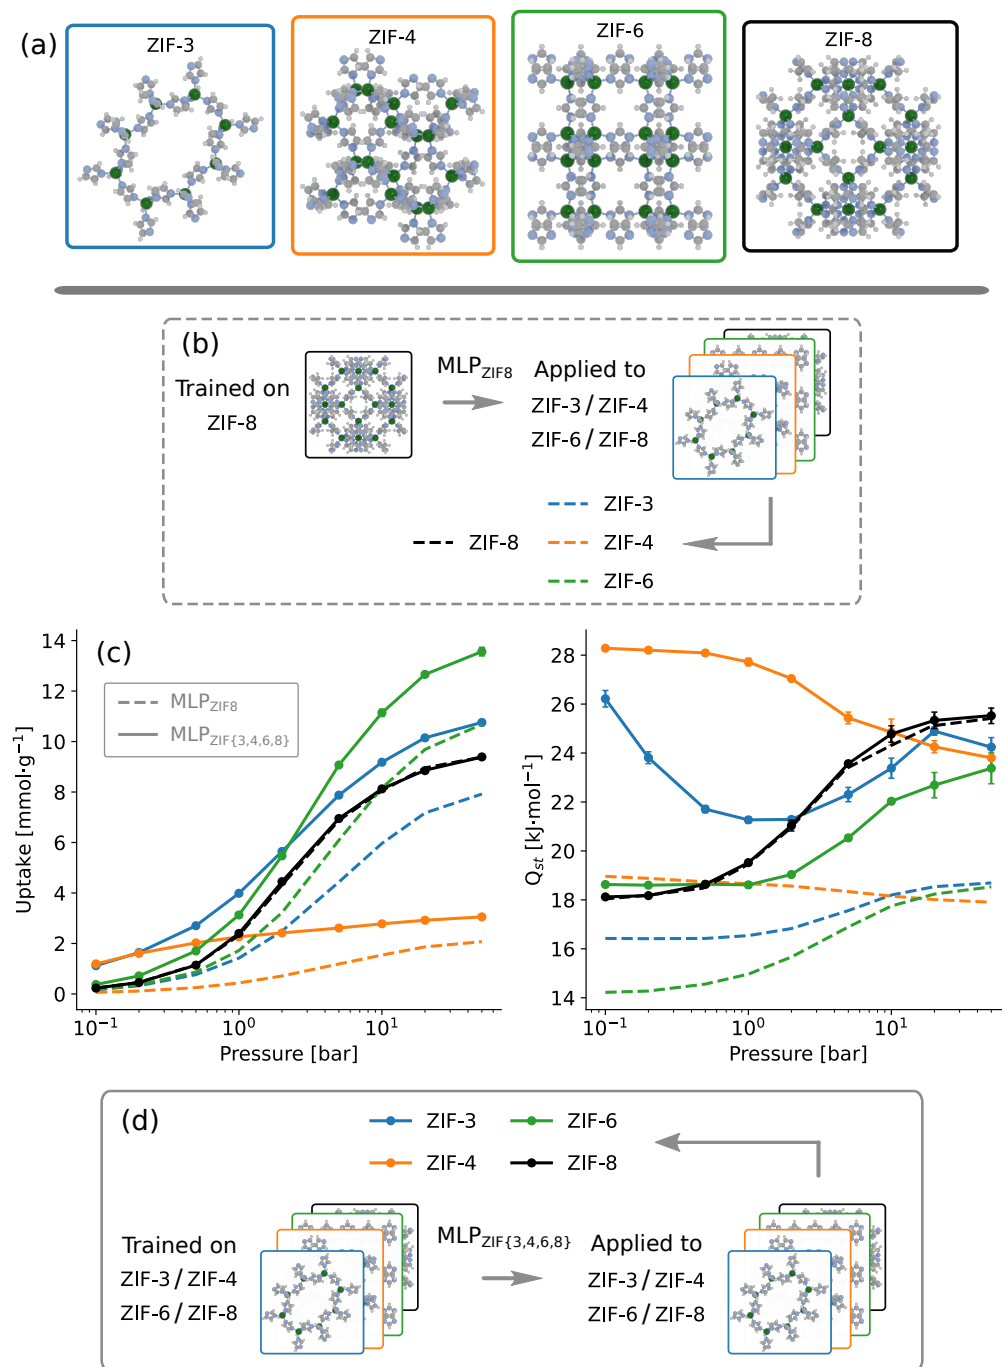 (a)
ZIF-3
ZIF-4
ZIF-6
ZIF-8
(b)
Trained on
ZIF-8
MLP_ZIF8
Applied to
ZIF-3 / ZIF-4
ZIF-6 / ZIF-8
ZIF-3
ZIF-8
ZIF-4
ZIF-6
(c)
MLP_ZIF8
MLP_ZIF{3,4,6,8}
Uptake [mmol·g⁻¹]
14
12
10
8
6
4
2
0
10⁻¹
10⁰
10¹
Pressure [bar]
Q_st [kJ·mol⁻¹]
28
26
24
22
20
18
16
14
10⁻¹
10⁰
10¹
Pressure [bar]
(d)
ZIF-3
ZIF-6
ZIF-4
ZIF-8
Trained on
ZIF-3 / ZIF-4
ZIF-6 / ZIF-8
MLP_ZIF{3,4,6,8}
Applied to
ZIF-3 / ZIF-4
ZIF-6 / ZIF-8